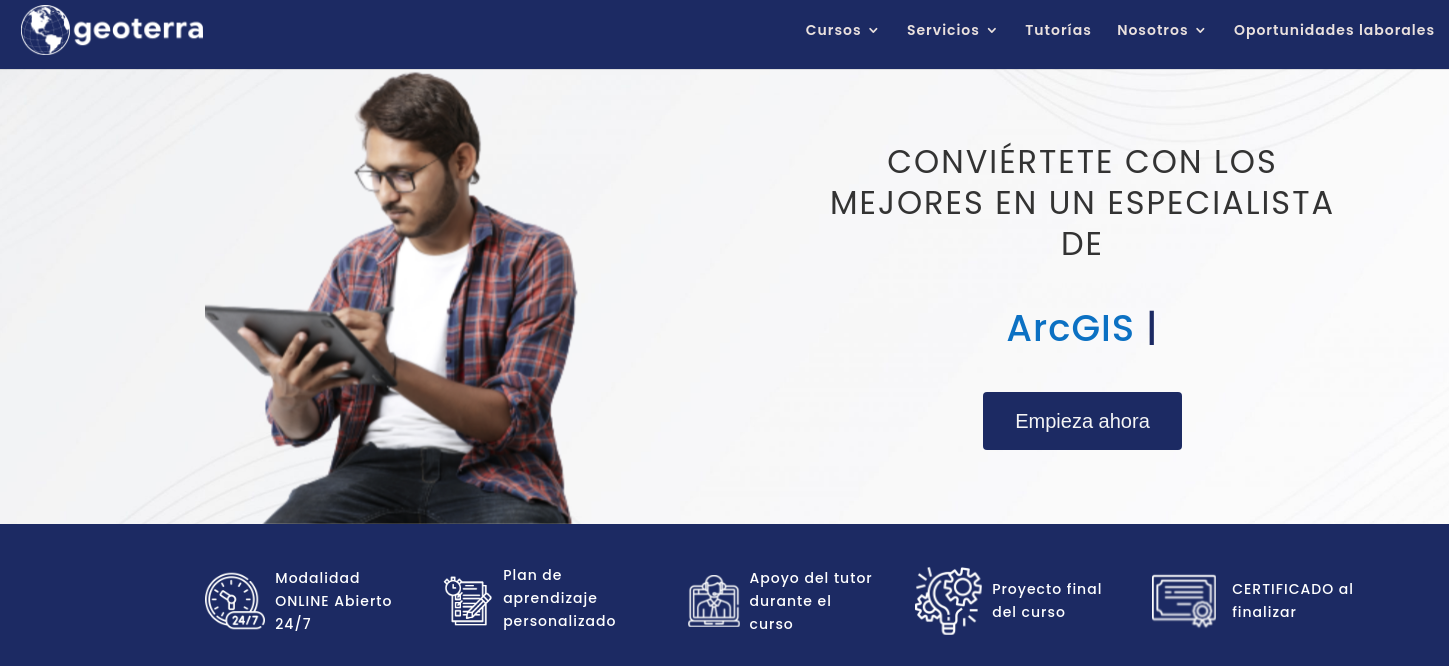 geoterra
Cursos
Servicios
Tutorías
Nosotros
Oportunidades laborales
CONVIÉRTETE CON LOS
MEJORES EN UN ESPECIALISTA
DE
ArcGIS |
Empieza ahora
24/7
Modalidad
ONLINE Abierto
24/7
Plan de
aprendizaje
personalizado
Apoyo del tutor
durante el
curso
Proyecto final
del curso
CERTIFICADO al
finalizar